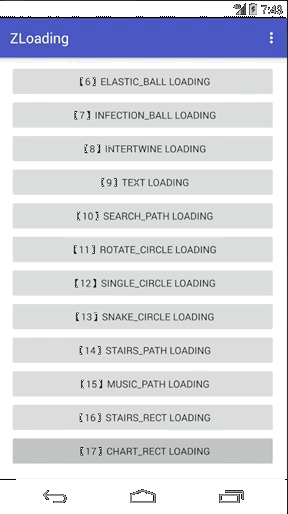 7:48
ZLoading
【6】 ELASTIC_BALL LOADING
【7】 INFECTION_BALL LOADING
【8】 INTERTWINE LOADING
【9】 TEXT LOADING
【10】 SEARCH_PATH LOADING
【11】 ROTATE_CIRCLE LOADING
【12】 SINGLE_CIRCLE LOADING
【13】 SNAKE_CIRCLE LOADING
【14】 STAIRS_PATH LOADING
【15】 MUSIC_PATH LOADING
【16】 STAIRS_RECT LOADING
【17】 CHART_RECT LOADING